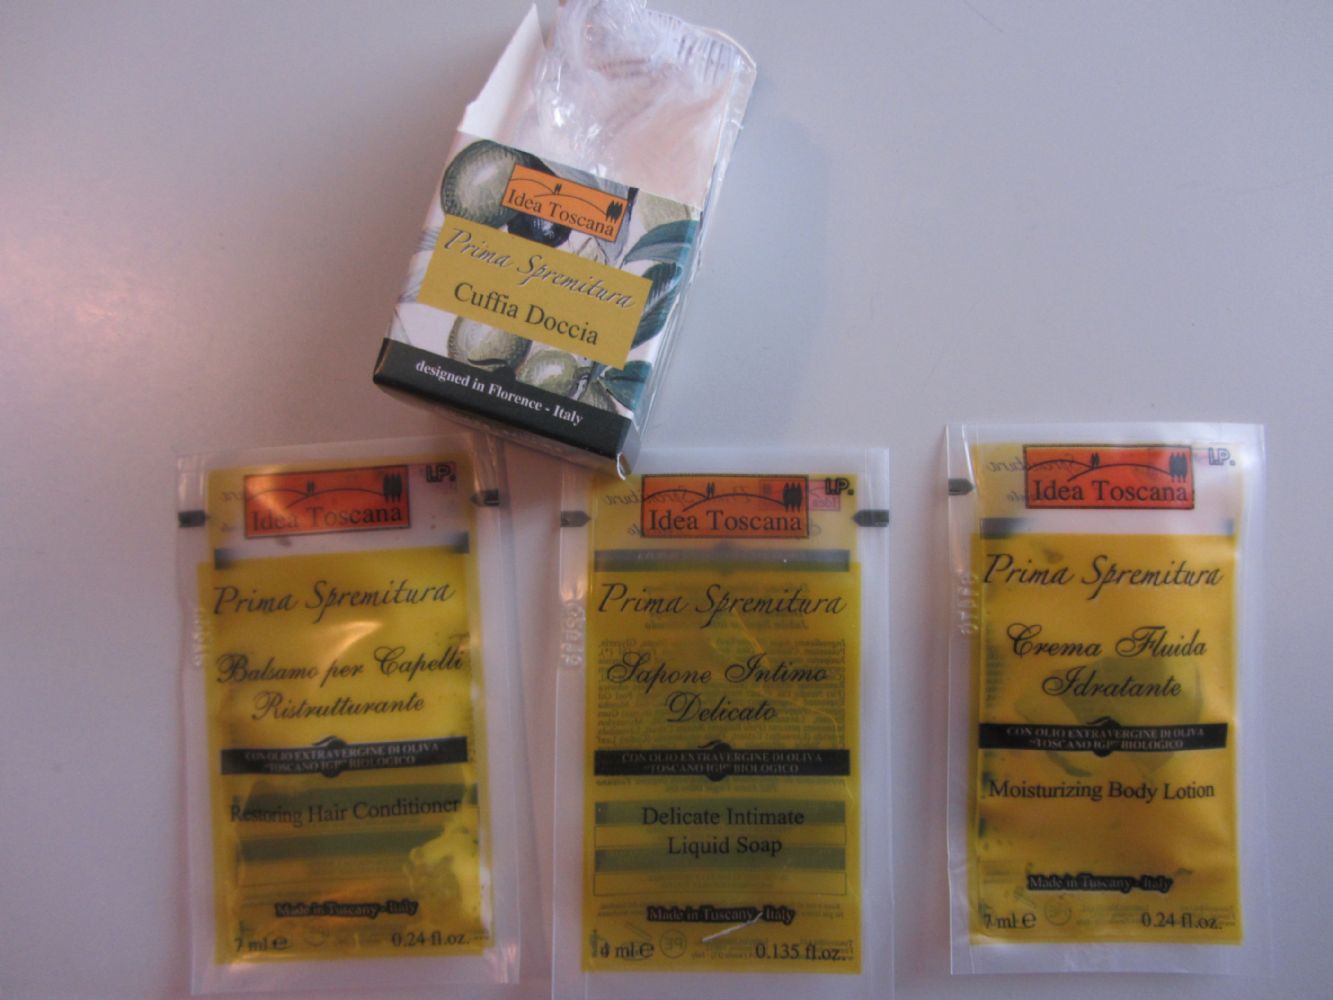 Idea Toscana
Prima Spremitura
Cuffia Doccia
designed in Florence - Italy
I.P.
Idea Toscana
Prima Spremitura
Balsamo per Capelli
Ristrutturante
CON OLIO EXTRAVERGINE DI OLIVA
"TOSCANO IGP" BIOLOGICO
Restoring Hair Conditioner
Made in Tuscany - Italy
7 ml e 0.24 fl.oz.
I.P.
Idea Toscana
Prima Spremitura
Sapone Intimo
Delicato
CON OLIO EXTRAVERGINE DI OLIVA
"TOSCANO IGP" BIOLOGICO
Delicate Intimate
Liquid Soap
Made in Tuscany - Italy
4 ml e 0.135 fl.oz.
I.P.
Idea Toscana
Prima Spremitura
Crema Fluida
Idratante
CON OLIO EXTRAVERGINE DI OLIVA
"TOSCANO IGP" BIOLOGICO
Moisturizing Body Lotion
Made in Tuscany - Italy
7 ml e 0.24 fl.oz.